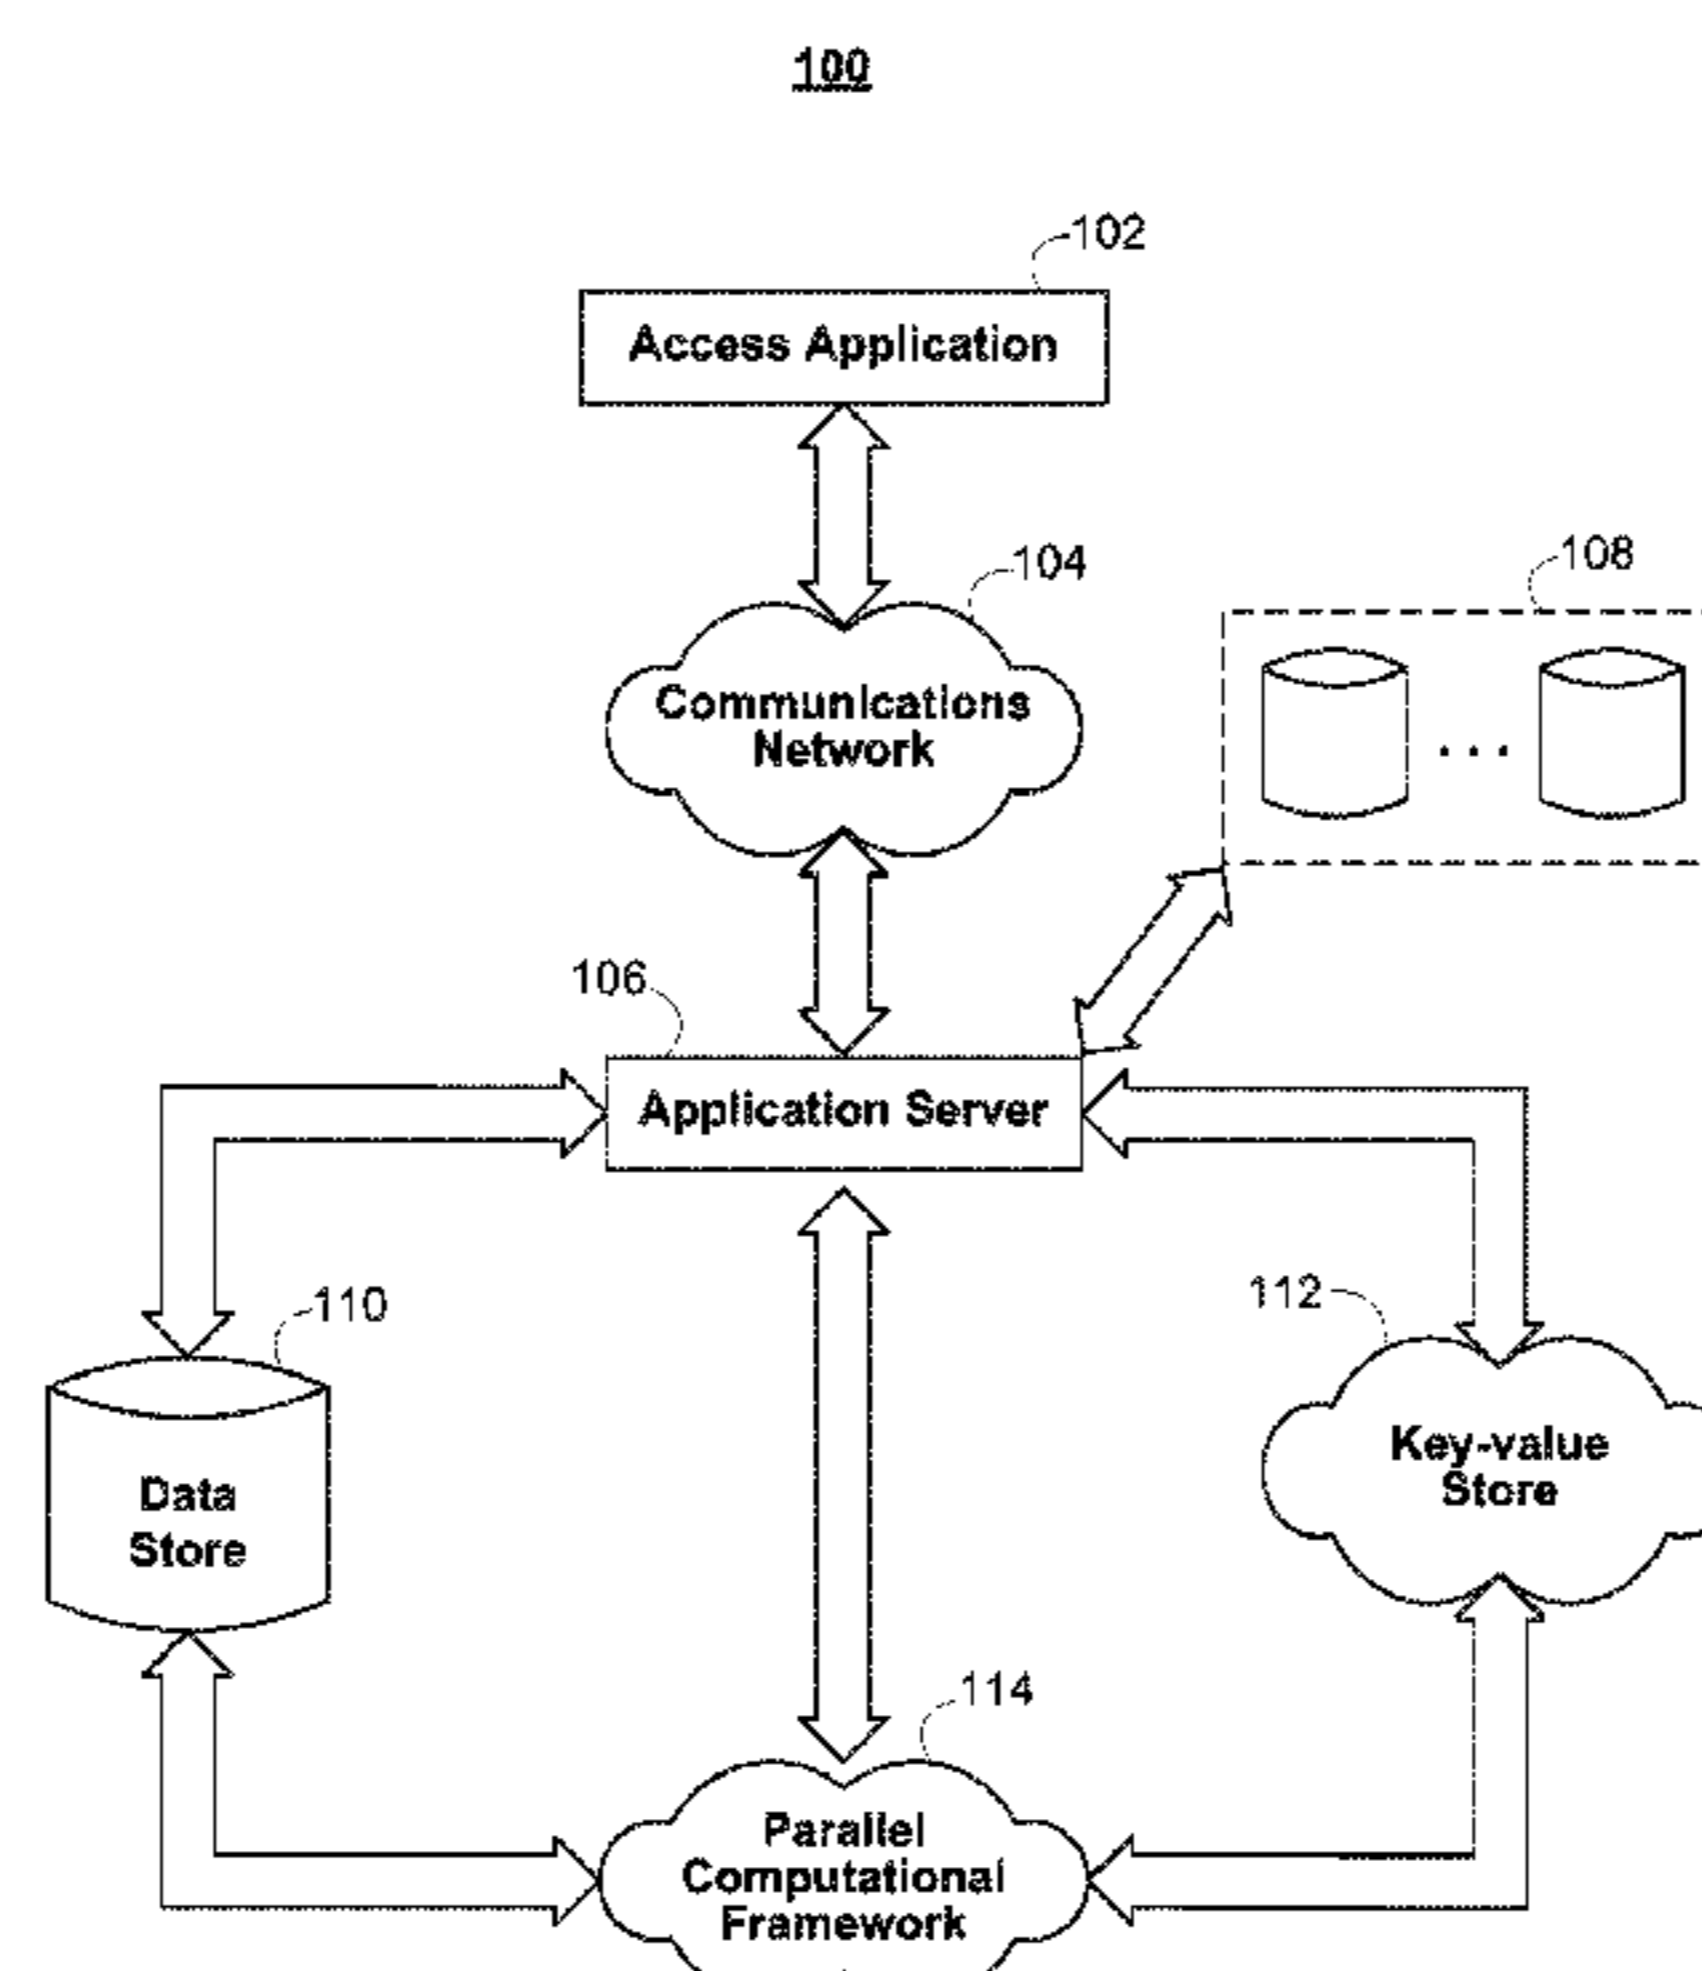 100
102
Access Application
104
108
Communications
Network
...
106
Application Server
110
112
Key-value
Store
Data
Store
114
Parallel
Computational
Framework